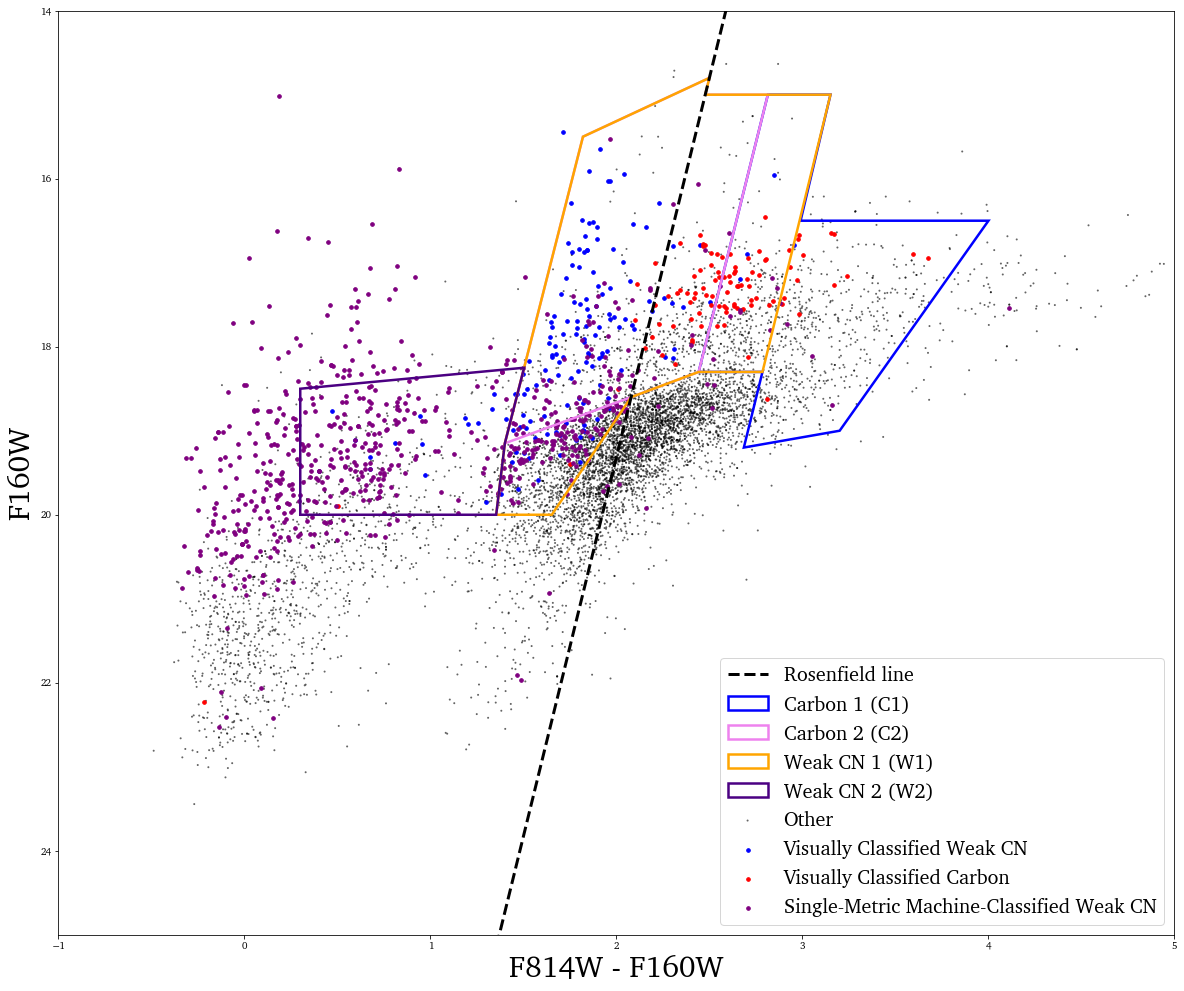 14
16
18
20
22
24
F160W
−1
0
1
2
3
4
5
F814W - F160W
Rosenfield line
Carbon 1 (C1)
Carbon 2 (C2)
Weak CN 1 (W1)
Weak CN 2 (W2)
Other
Visually Classified Weak CN
Visually Classified Carbon
Single-Metric Machine-Classified Weak CN